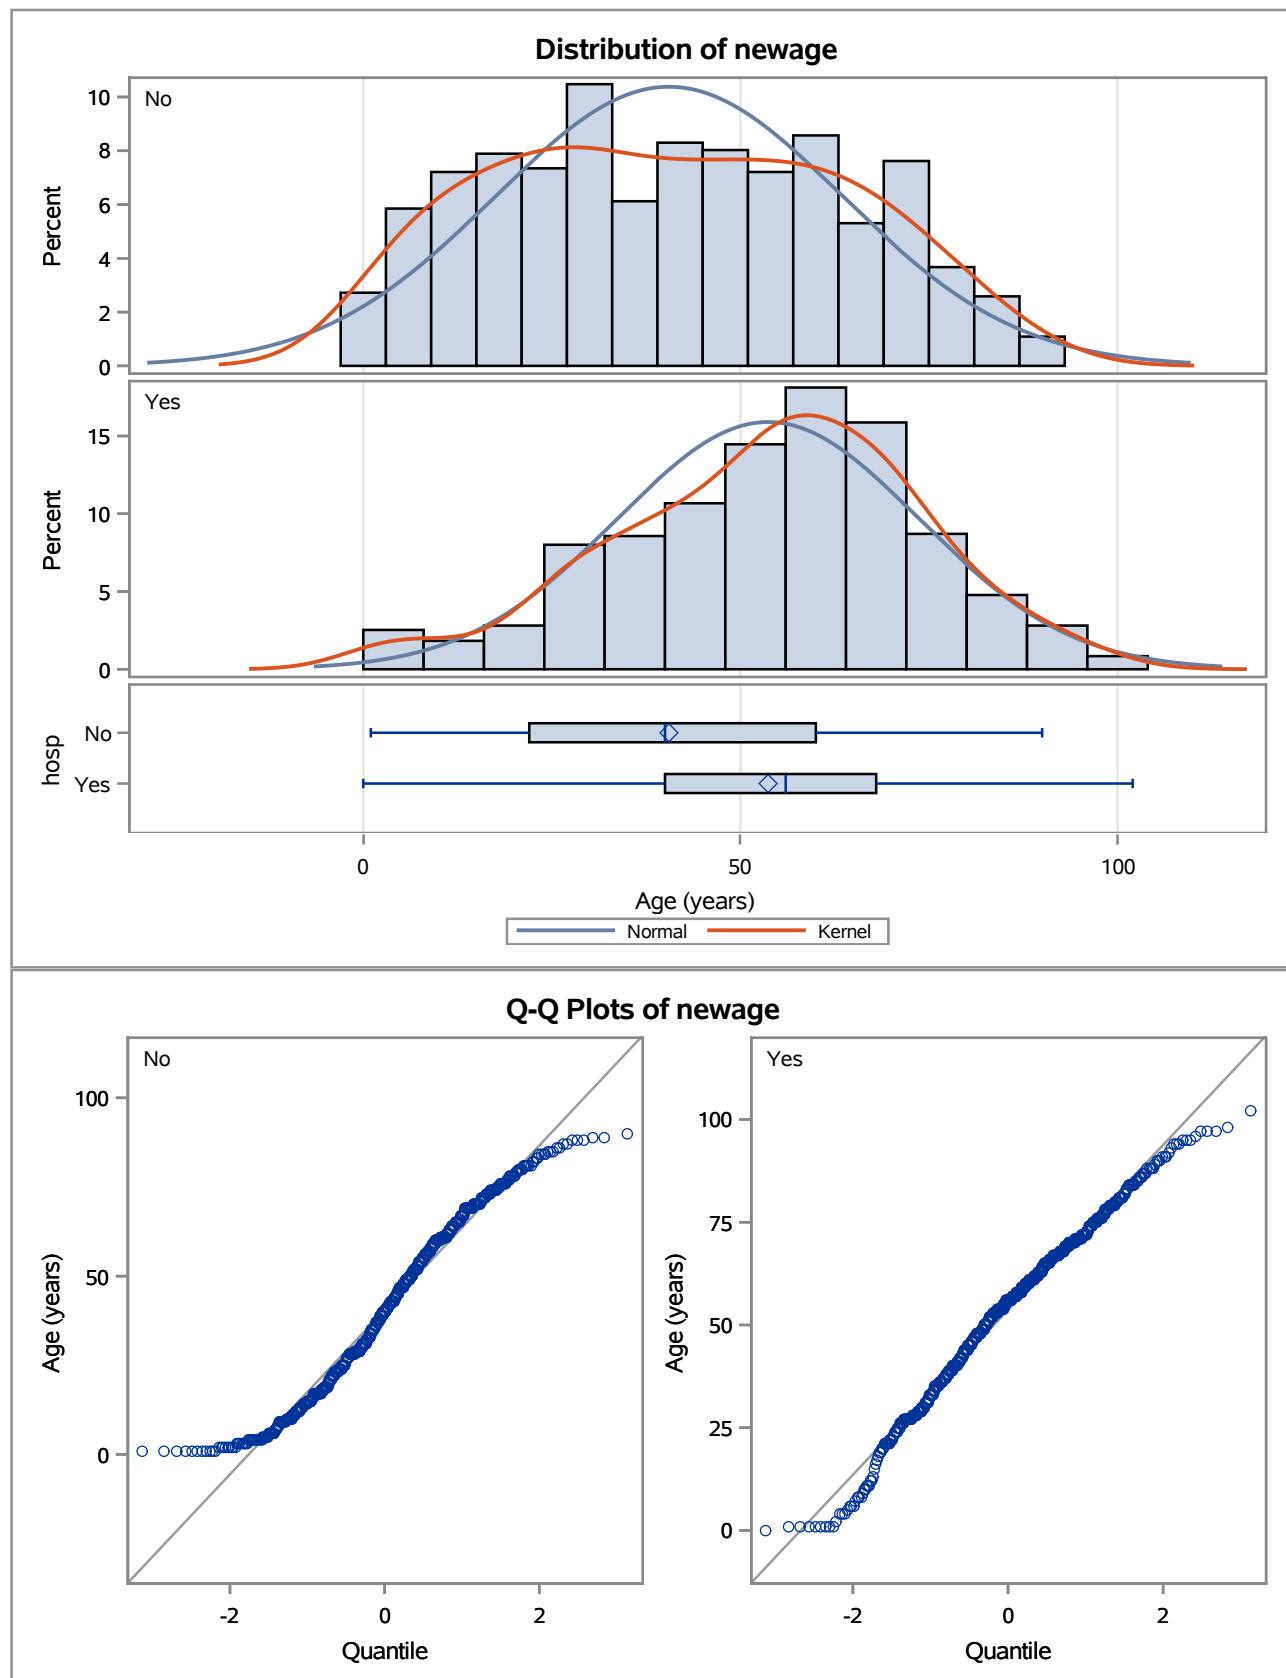 Distribution of newage
No
10
8
6
4
2
0
Percent
Yes
15
10
5
0
Percent
hosp
No
Yes
0 50 100
Age (years)
Normal Kernel
Q-Q Plots of newage
No
100
50
0
Age (years)
-2 0 2
Quantile
Yes
100
75
50
25
0
Age (years)
-2 0 2
Quantile